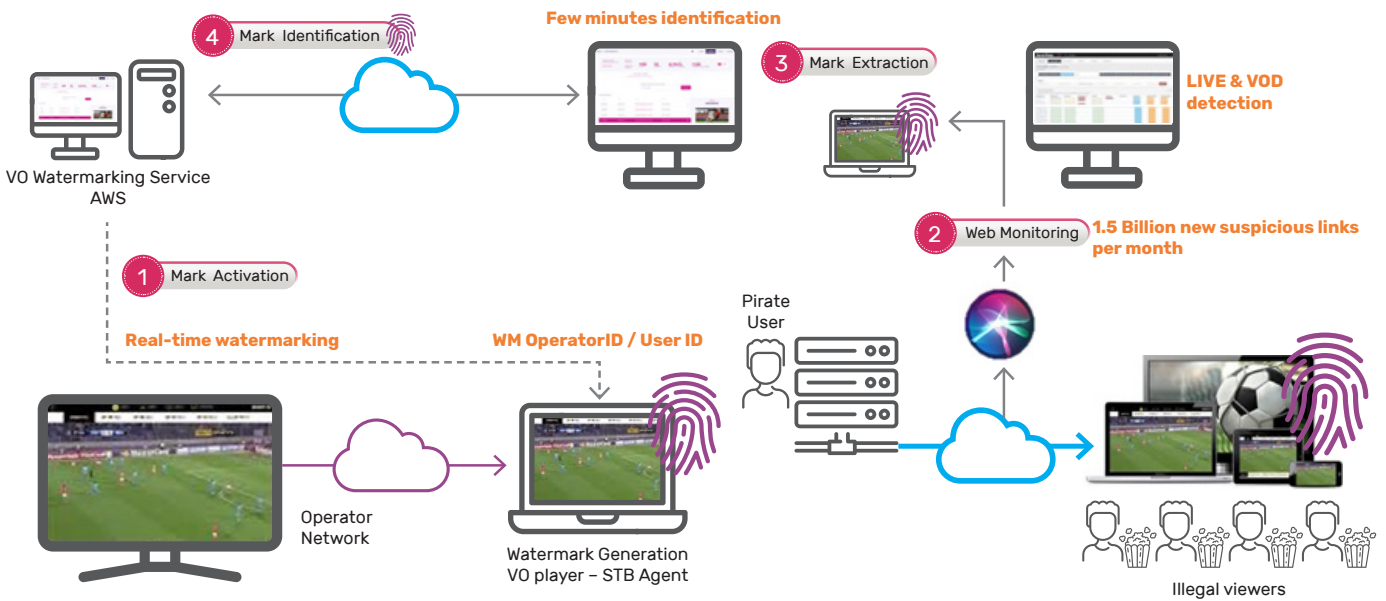 4
Mark Identification
Few minutes identification
3
Mark Extraction
LIVE & VOD
detection
VO Watermarking Service
AWS
2
Web Monitoring
1.5 Billion new suspicious links
per month
1
Mark Activation
Real-time watermarking
WM OperatorID / User ID
Pirate
User
Operator
Network
Watermark Generation
VO player – STB Agent
Illegal viewers